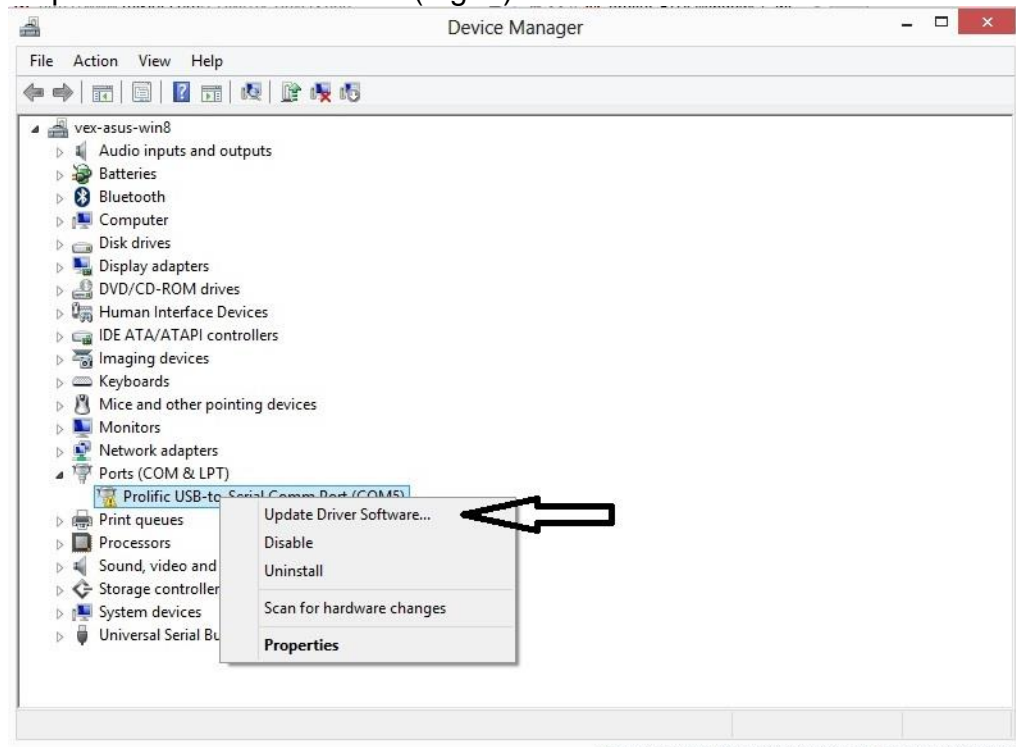 Device Manager
File Action View Help
vex-asus-win8
Audio inputs and outputs
Batteries
Bluetooth
Computer
Disk drives
Display adapters
DVD/CD-ROM drives
Human Interface Devices
IDE ATA/ATAPI controllers
Imaging devices
Keyboards
Mice and other pointing devices
Monitors
Network adapters
Ports (COM & LPT)
Prolific USB-to-Serial Comm Port (COM5)
Print queues
Processors
Sound, video and
Storage controller
System devices
Universal Serial Bu
Update Driver Software...
Disable
Uninstall
Scan for hardware changes
Properties